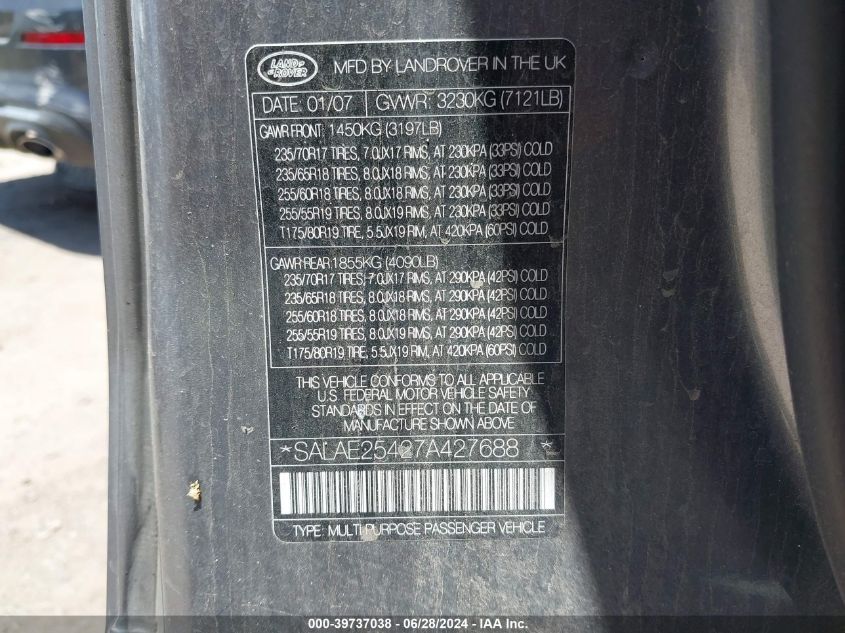 LAND
ROVER
MFD BY LANDROVER IN THE UK
DATE: 01/07 GVWR: 3230KG (7121LB)
GAWR FRONT: 1450KG (3197LB)
235/70R17 TIRES, 7.0JX17 RIMS, AT 230KPA (33PSI) COLD
235/65R18 TIRES, 8.0JX18 RIMS, AT 230KPA (33PSI) COLD
255/60R18 TIRES, 8.0JX18 RIMS, AT 230KPA (33PSI) COLD
255/55R19 TIRES, 8.0JX19 RIMS, AT 230KPA (33PSI) COLD
T175/80R19 TIRE, 5.5JX19 RIM, AT 420KPA (60PSI) COLD
GAWR REAR: 1855KG (4090LB)
235/70R17 TIRES, 7.0JX17 RIMS, AT 290KPA (42PSI) COLD
235/65R18 TIRES, 8.0JX18 RIMS, AT 290KPA (42PSI) COLD
255/60R18 TIRES, 8.0JX18 RIMS, AT 290KPA (42PSI) COLD
255/55R19 TIRES, 8.0JX19 RIMS, AT 290KPA (42PSI) COLD
T175/80R19 TIRE, 5.5JX19 RIM, AT 420KPA (60PSI) COLD
THIS VEHICLE CONFORMS TO ALL APPLICABLE
U.S. FEDERAL MOTOR VEHICLE SAFETY
STANDARDS IN EFFECT ON THE DATE OF
MANUFACTURE SHOWN ABOVE
*SALAE25427A427688 *
TYPE: MULTI PURPOSE PASSENGER VEHICLE
000-39737038 - 06/28/2024 - IAA Inc.